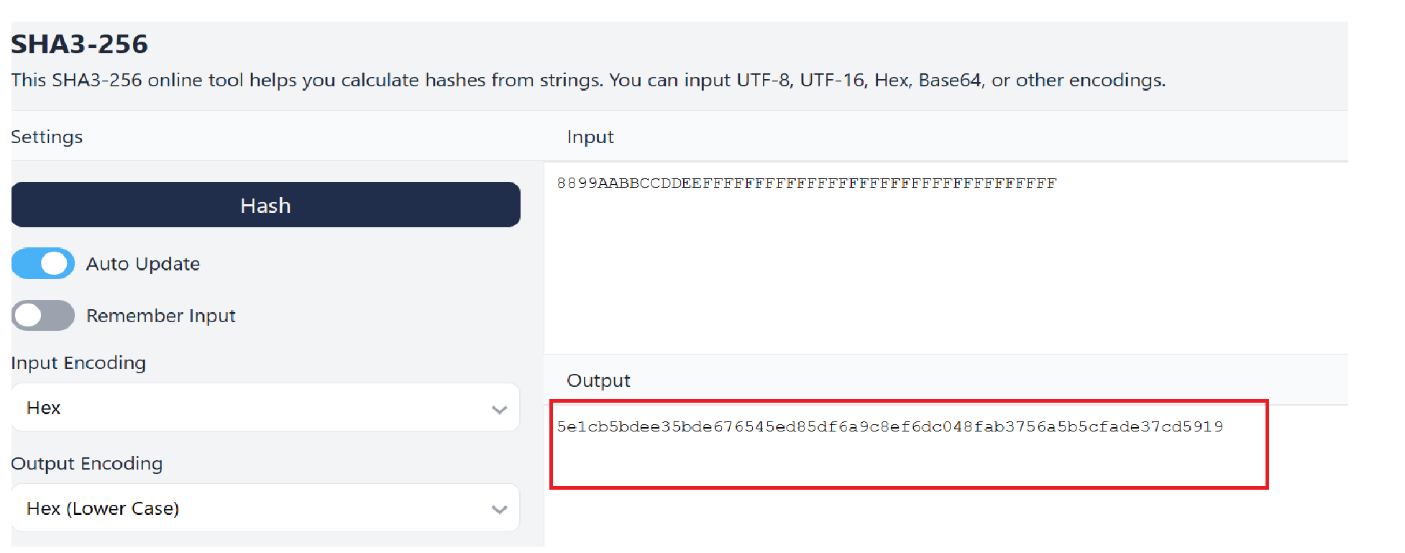 SHA3-256
This SHA3-256 online tool helps you calculate hashes from strings. You can input UTF-8, UTF-16, Hex, Base64, or other encodings.
Settings
Input
Hash
8899AABBCCDDEEFFFFFFFFFFFFFFFFFFFFFFFFFFFFFFFFFF
Auto Update
Remember Input
Input Encoding
Hex
Output
5e1cb5bdee35bde676545ed85df6a9c8ef6dc048fab3756a5b5cfade37cd5919
Output Encoding
Hex (Lower Case)